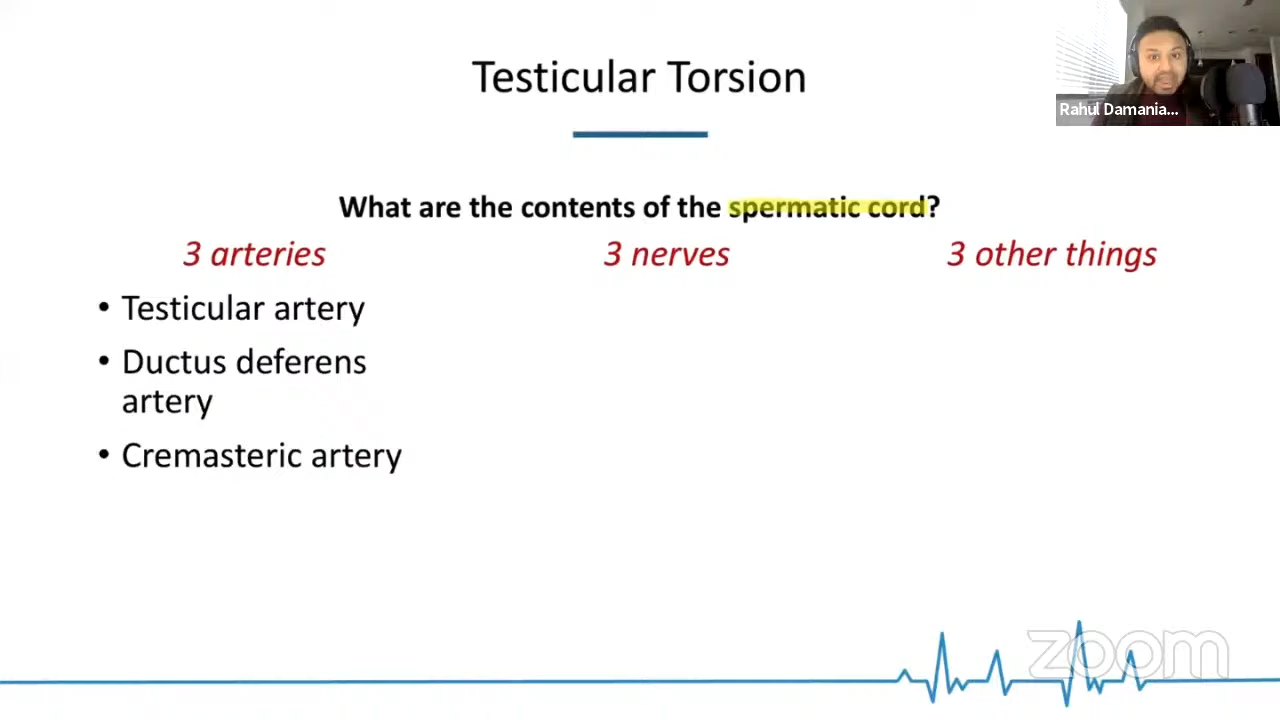 Testicular Torsion
Rahul Damania...
What are the contents of the spermatic cord?
3 arteries
3 nerves
3 other things
• Testicular artery
• Ductus deferens
artery
• Cremasteric artery
zoom